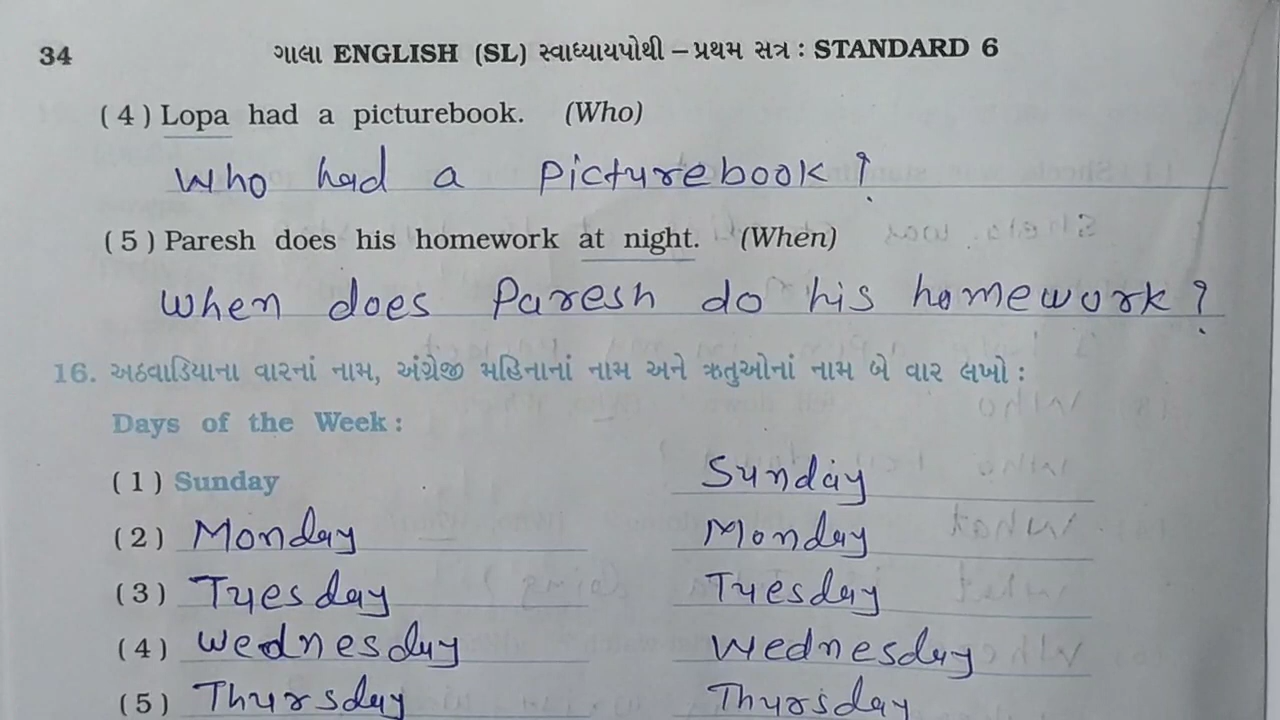 34 ગાલા ENGLISH (SL) સ્વાધ્યાયપોથી – પ્રથમ સત્ર : STANDARD 6
( 4 ) Lopa had a picturebook. (Who)
Who had a picturebook?
( 5 ) Paresh does his homework at night. (When)
When does Paresh do his homework?
16. અઠવાડિયાના વારનાં નામ, અંગ્રેજી મહિનાનાં નામ અને ઋતુઓનાં નામ બે વાર લખો :
Days of the Week :
( 1 ) Sunday Sunday
( 2 ) Monday Monday
( 3 ) Tuesday Tuesday
( 4 ) Wednesday Wednesday
( 5 ) Thursday Thursday